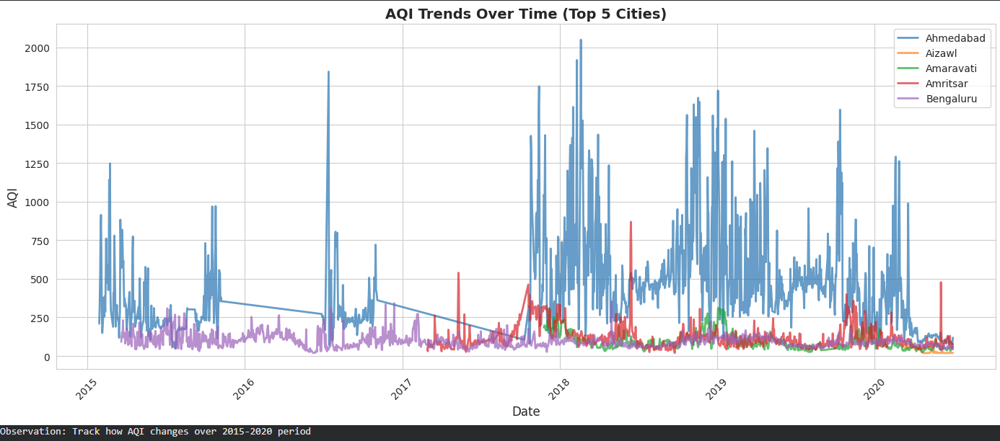 AQI Trends Over Time (Top 5 Cities)
Ahmedabad
Aizawl
Amaravati
Amritsar
Bengaluru
AQI
2000
1750
1500
1250
1000
750
500
250
0
2015
2016
2017
2018
2019
2020
Date
Observation: Track how AQI changes over 2015-2020 period